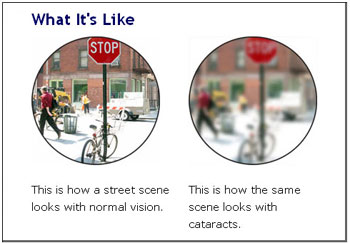 What It's Like
STOP
STOP
This is how a street scene
looks with normal vision.
This is how the same
scene looks with
cataracts.